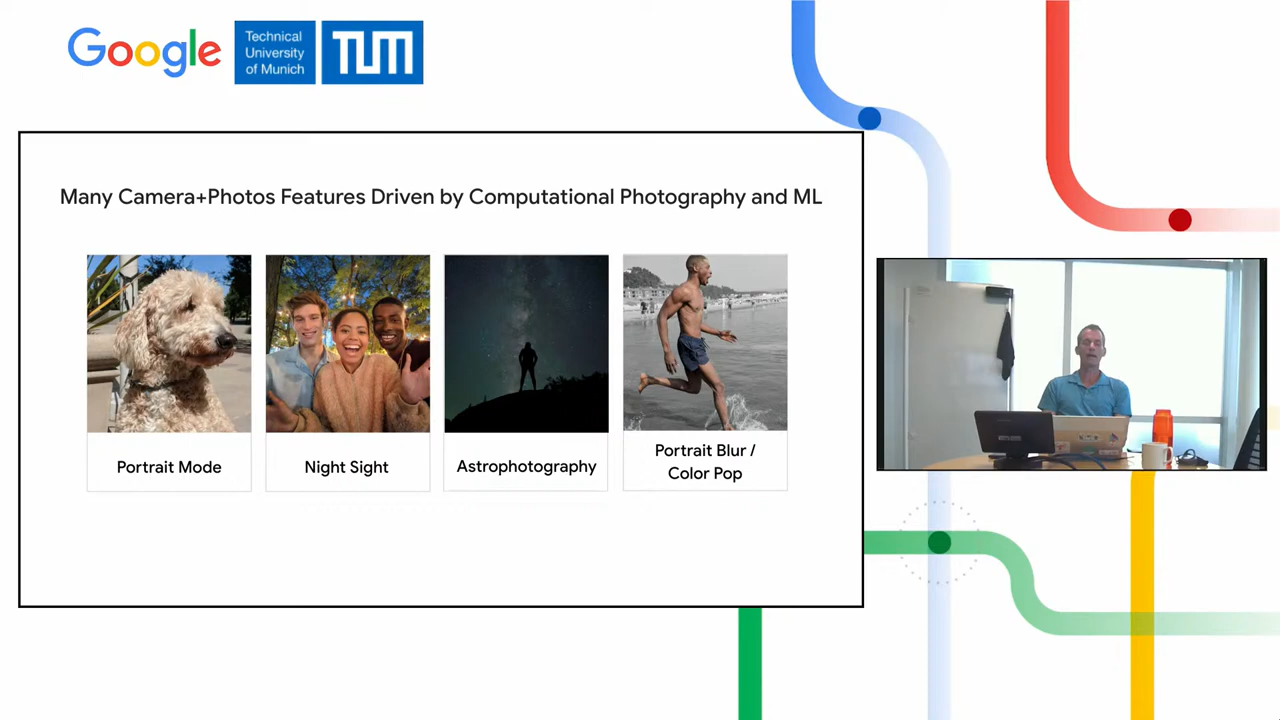 Google
Technical
University
of Munich
TUM
Many Camera+Photos Features Driven by Computational Photography and ML
Portrait Mode
Night Sight
Astrophotography
Portrait Blur /
Color Pop